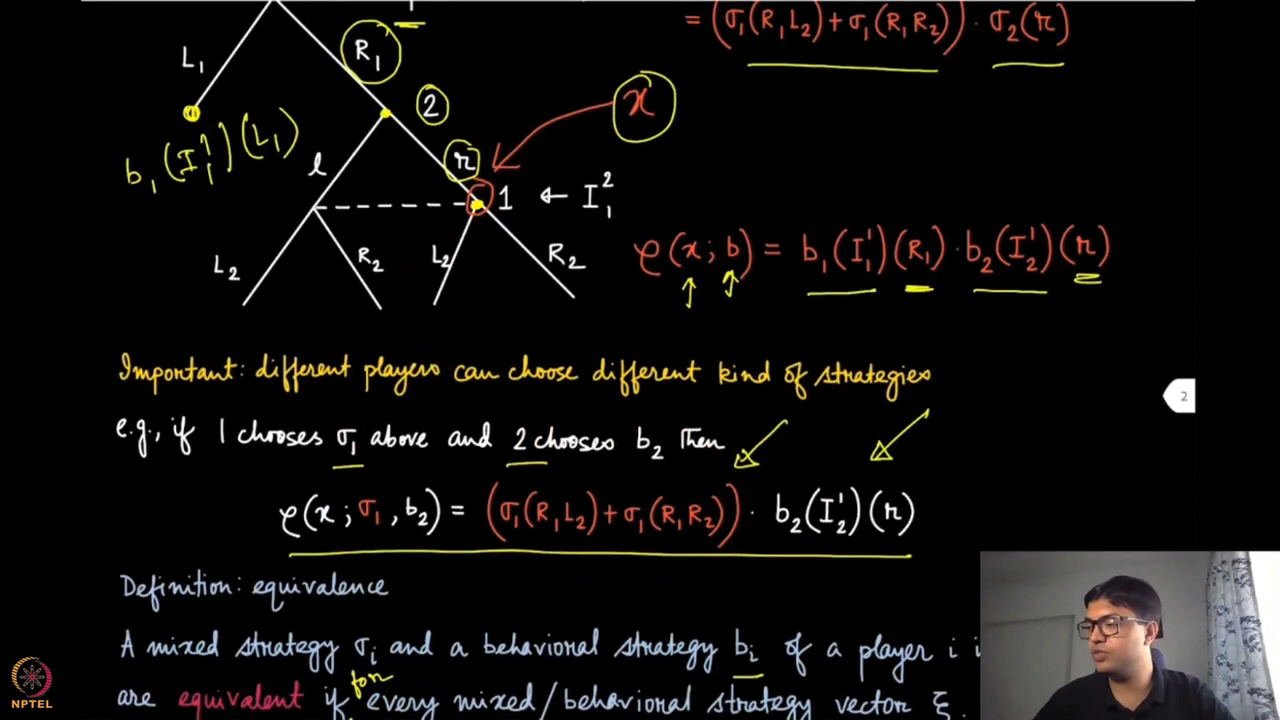 = (σ₁(R₁L₂) + σ₁(R₁R₂)) · σ₂(r)
L₁
R₁
2
x
b₁(I₁¹)(L₁)
l
r
1 ← I₁²
L₂
R₂
L₂
R₂
ρ(x; b) = b₁(I₁¹)(R₁) · b₂(I₂¹)(r)
Important: different players can choose different kind of strategies
2
e.g., if 1 chooses σ₁ above and 2 chooses b₂ then
ρ(x; σ₁, b₂) = (σ₁(R₁L₂) + σ₁(R₁R₂)) · b₂(I₂¹)(r)
Definition: equivalence
A mixed strategy σᵢ and a behavioral strategy bᵢ of a player i i
for
are equivalent if every mixed/behavioral strategy vector ξ
NPTEL